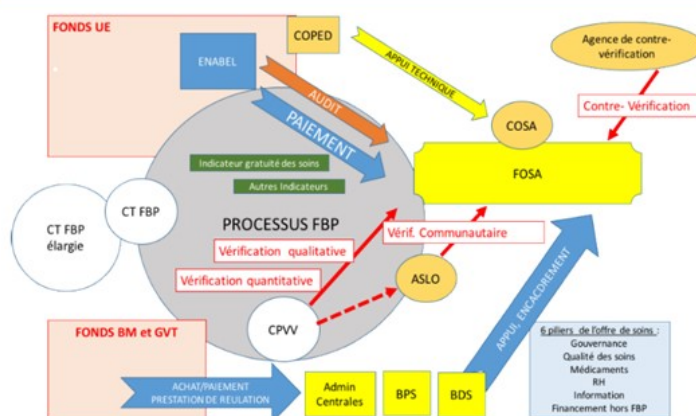 FONDS UE
COPED
ENABEL
Agence de contre-
vérification
APPUI TECHNIQUE
AUDIT
PAIEMENT
Contre- Vérification
COSA
FOSA
Indicateur gratuité des soins
Autres Indicateurs
CT FBP
CT FBP
élargie
PROCESSUS FBP
Vérif. Communautaire
Vérification qualitative
Vérification quantitative
ASLO
CPVV
APPUI, ENCACDREMENT
FONDS BM et GVT
ACHAT/PAIEMENT
PRESTATION DE REULATION
Admin
Centrales
BPS
BDS
6 piliers de l'offre de soins :
Gouvernance
Qualité des soins
Médicaments
RH
Information
Financement hors FBP